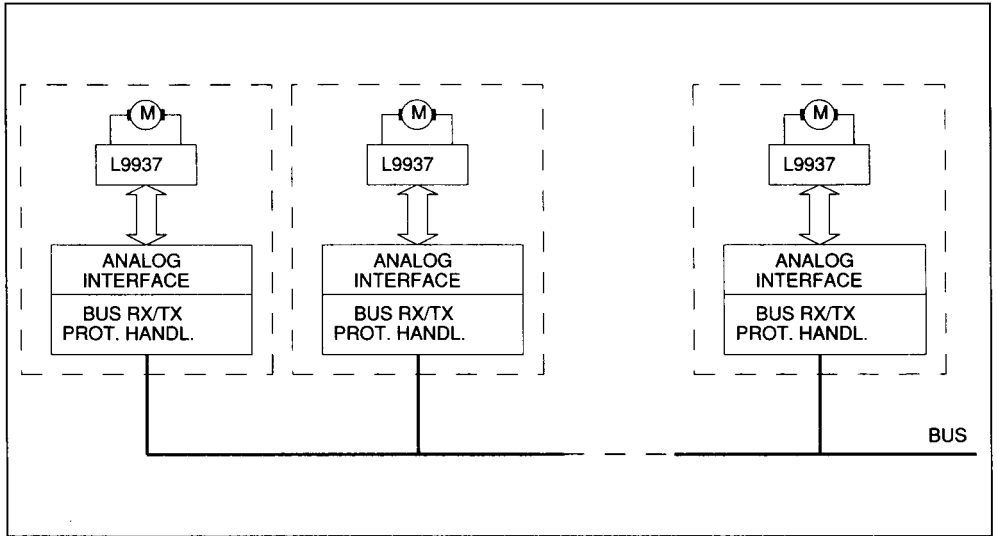 M
L9937
ANALOG
INTERFACE
BUS RX/TX
PROT. HANDL.
M
L9937
ANALOG
INTERFACE
BUS RX/TX
PROT. HANDL.
M
L9937
ANALOG
INTERFACE
BUS RX/TX
PROT. HANDL.
BUS